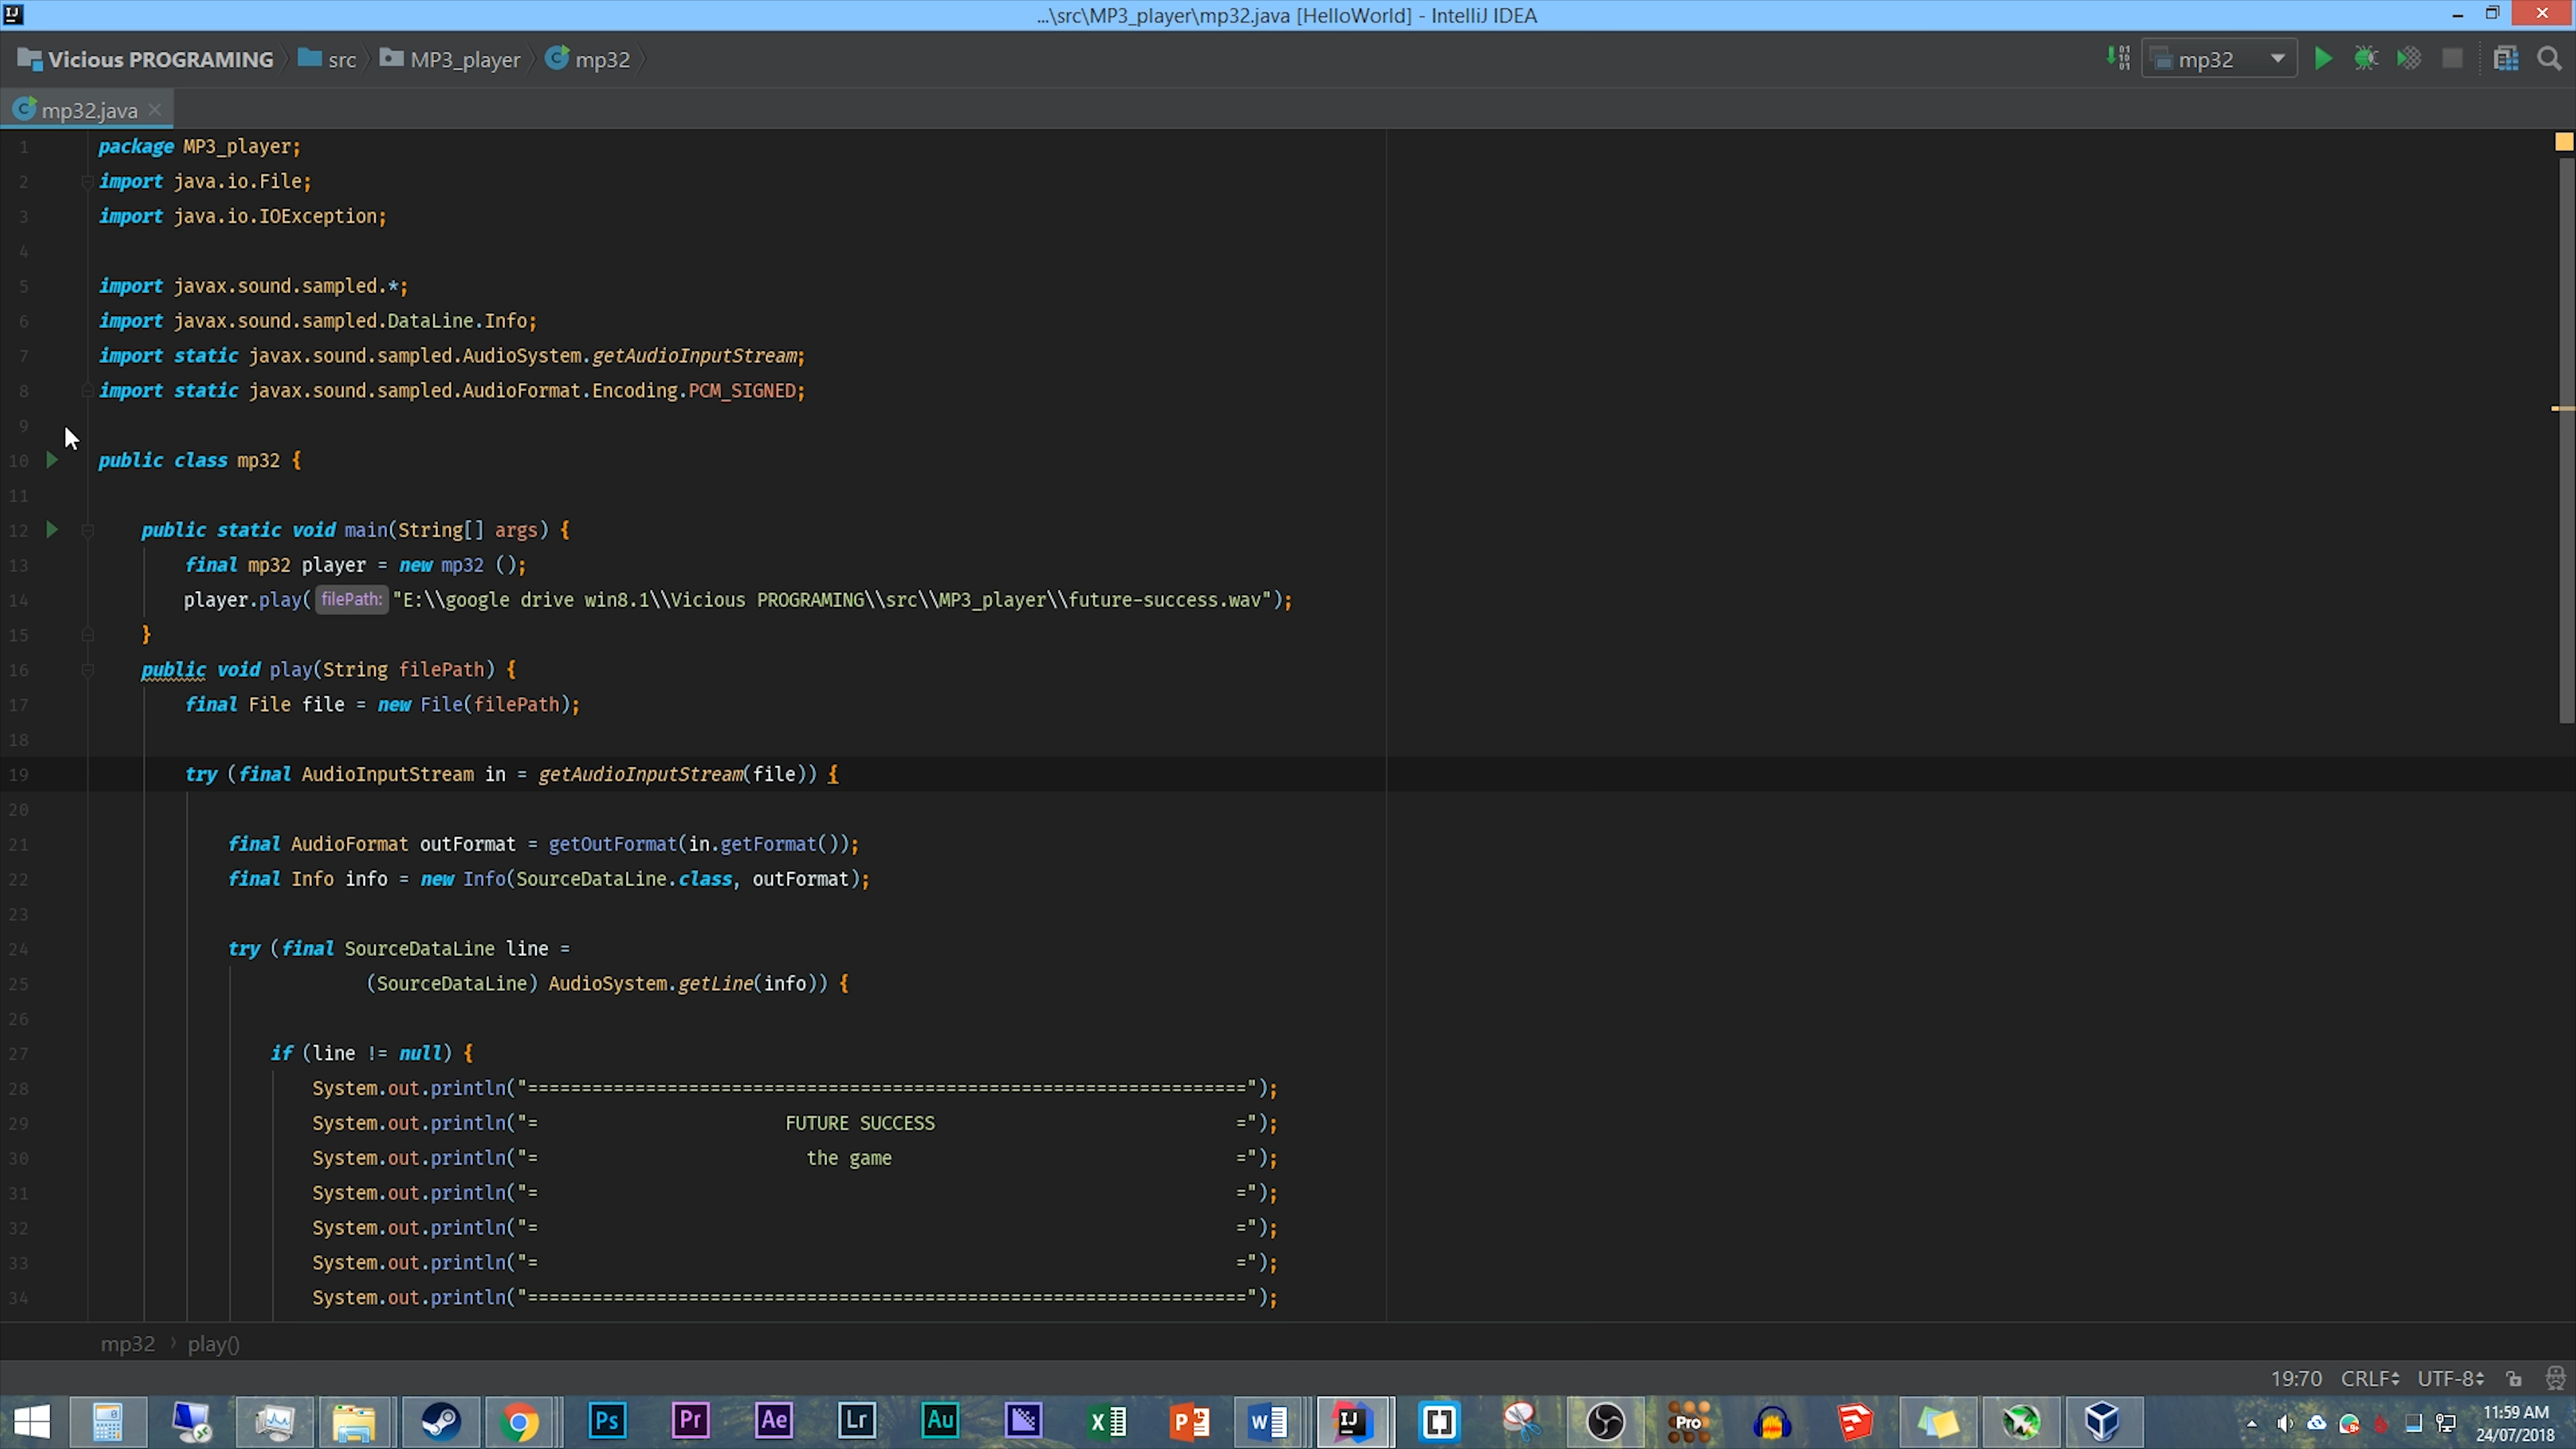 ...\src\MP3_player\mp32.java [HelloWorld] - IntelliJ IDEA
Vicious PROGRAMING src MP3_player mp32 mp32
mp32.java
1 package MP3_player;
2 import java.io.File;
3 import java.io.IOException;
4
5 import javax.sound.sampled.*;
6 import javax.sound.sampled.DataLine.Info;
7 import static javax.sound.sampled.AudioSystem.getAudioInputStream;
8 import static javax.sound.sampled.AudioFormat.Encoding.PCM_SIGNED;
9
10 public class mp32 {
11
12 public static void main(String[] args) {
13 final mp32 player = new mp32 ();
14 player.play( filePath: "E:\\google drive win8.1\\Vicious PROGRAMING\\src\\MP3_player\\future-success.wav");
15 }
16 public void play(String filePath) {
17 final File file = new File(filePath);
18
19 try (final AudioInputStream in = getAudioInputStream(file)) {
20
21 final AudioFormat outFormat = getOutFormat(in.getFormat());
22 final Info info = new Info(SourceDataLine.class, outFormat);
23
24 try (final SourceDataLine line =
25 (SourceDataLine) AudioSystem.getLine(info)) {
26
27 if (line != null) {
28 System.out.println("===================================================================");
29 System.out.println("= FUTURE SUCCESS =");
30 System.out.println("= the game =");
31 System.out.println("= =");
32 System.out.println("= =");
33 System.out.println("= =");
34 System.out.println("===================================================================");
mp32 play()
19:70 CRLF UTF-8
Ps Pr Ae Lr Au IJ Pro
11:59 AM
24/07/2018